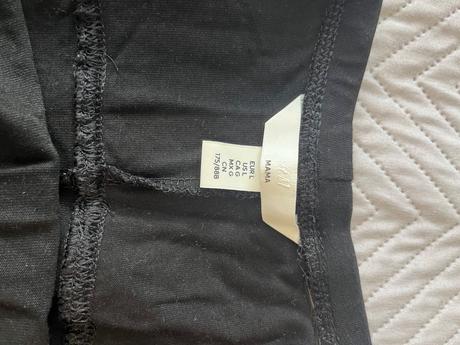 H&M
MAMA
EUR L
US L
CA G
MX G
CN
175/88B